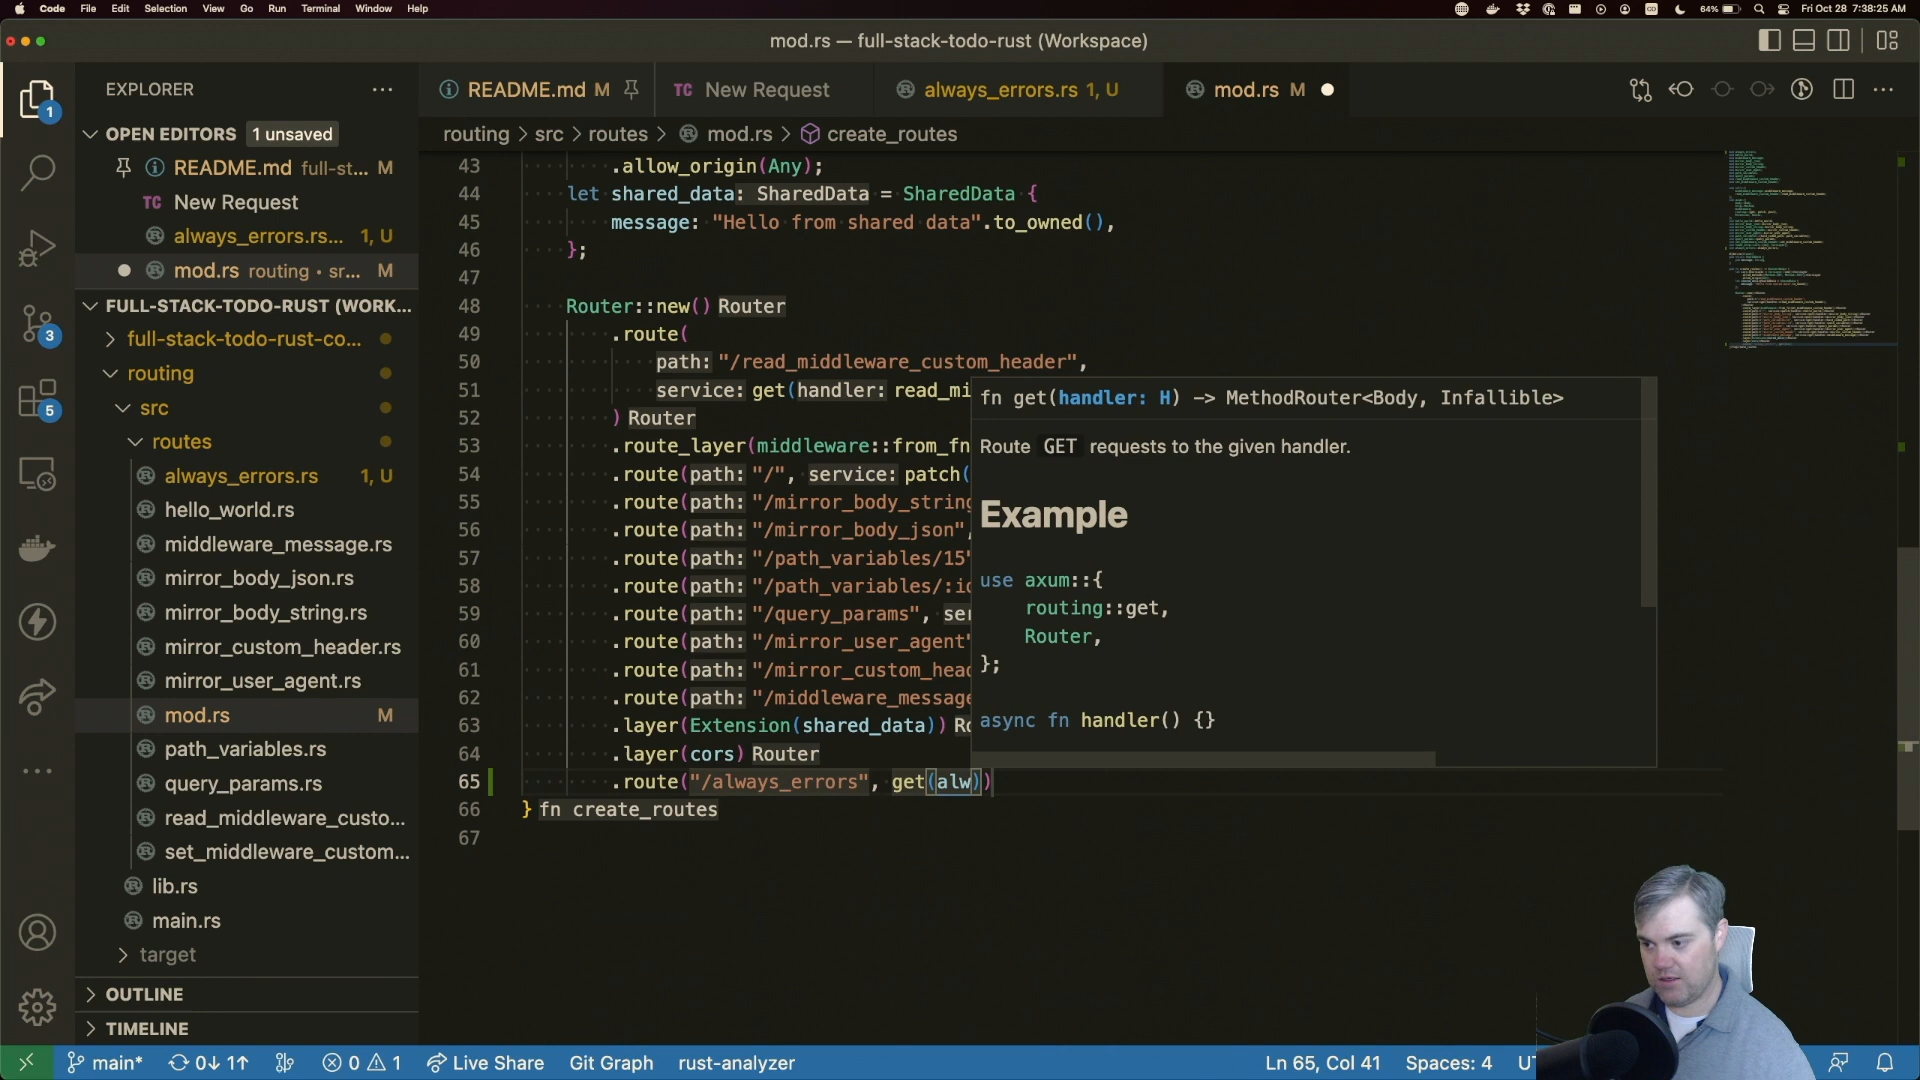 Code File Edit Selection View Go Run Terminal Window Help 64% Fri Oct 28 7:38:25 AM
mod.rs — full-stack-todo-rust (Workspace)
EXPLORER
README.md M
TC New Request
always_errors.rs 1, U
mod.rs M
OPEN EDITORS 1 unsaved
routing > src > routes > mod.rs > create_routes
README.md full-st... M
TC New Request
always_errors.rs... 1, U
mod.rs routing • sr... M
FULL-STACK-TODO-RUST (WORK...
full-stack-todo-rust-co...
routing
src
routes
always_errors.rs 1, U
hello_world.rs
middleware_message.rs
mirror_body_json.rs
mirror_body_string.rs
mirror_custom_header.rs
mirror_user_agent.rs
mod.rs M
path_variables.rs
query_params.rs
read_middleware_custo...
set_middleware_custom...
lib.rs
main.rs
target
OUTLINE
TIMELINE
1
3
5
43 .allow_origin(Any);
44 let shared_data: SharedData = SharedData {
45 message: "Hello from shared data".to_owned(),
46 };
47
48 Router::new() Router
49 .route(
50 path: "/read_middleware_custom_header",
51 service: get(handler: read_mi
52 ) Router
53 .route_layer(middleware::from_fn
54 .route(path: "/", service: patch(
55 .route(path: "/mirror_body_string
56 .route(path: "/mirror_body_json",
57 .route(path: "/path_variables/15"
58 .route(path: "/path_variables/:id
59 .route(path: "/query_params", ser
60 .route(path: "/mirror_user_agent"
61 .route(path: "/mirror_custom_head
62 .route(path: "/middleware_message
63 .layer(Extension(shared_data)) Ro
64 .layer(cors) Router
65 .route("/always_errors", get(alw))
66 } fn create_routes
67
fn get(handler: H) -> MethodRouter<Body, Infallible>
Route GET requests to the given handler.
Example
use axum::{
routing::get,
Router,
};
async fn handler() {}
main* 0↓ 1↑ 0 1 Live Share Git Graph rust-analyzer Ln 65, Col 41 Spaces: 4